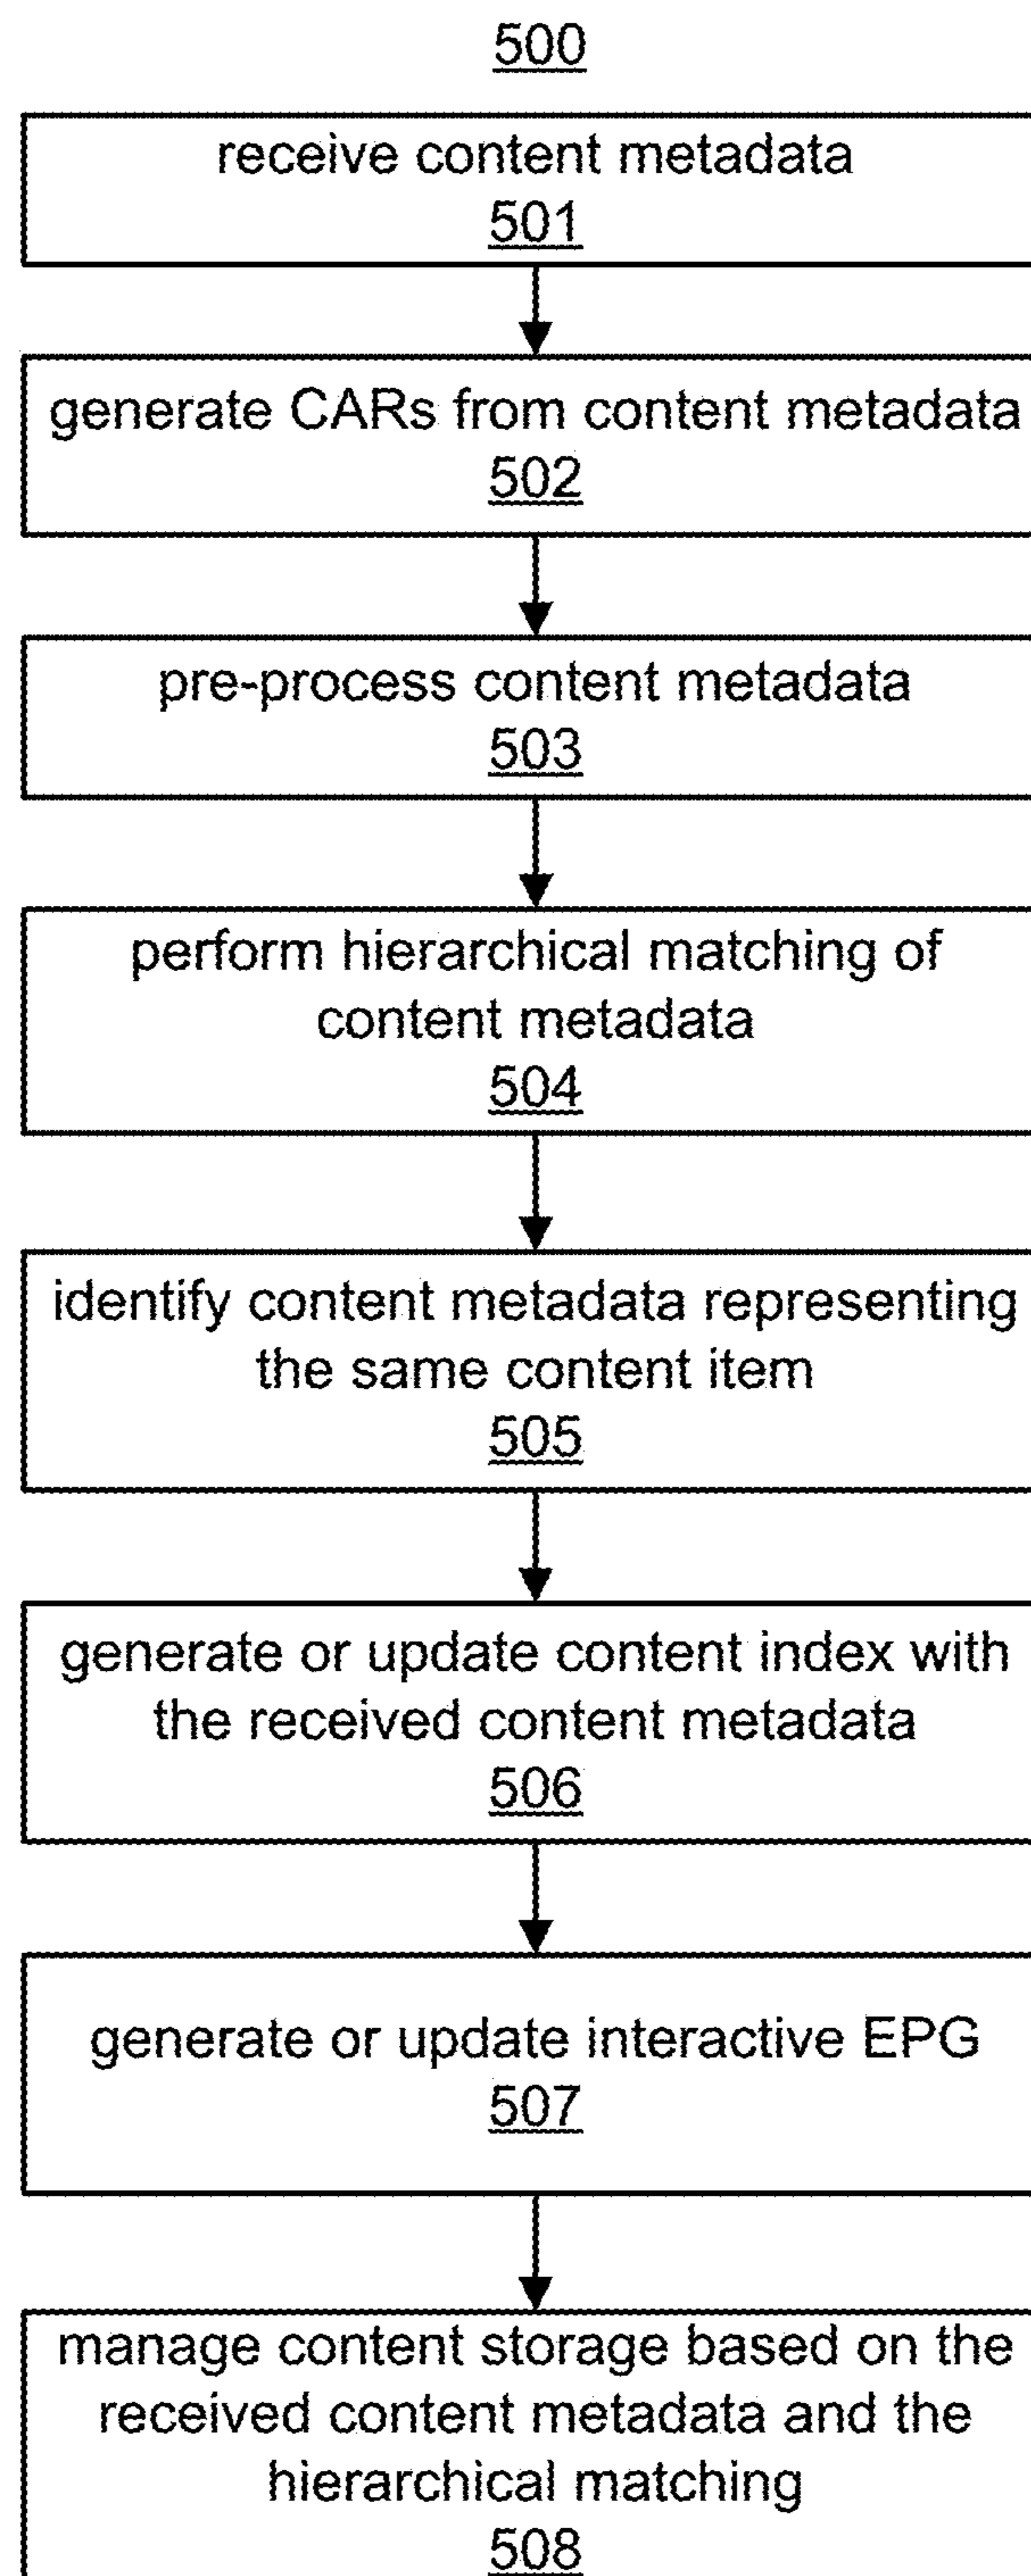 500
receive content metadata
501
generate CARs from content metadata
502
pre-process content metadata
503
perform hierarchical matching of
content metadata
504
identify content metadata representing
the same content item
505
generate or update content index with
the received content metadata
506
generate or update interactive EPG
507
manage content storage based on the
received content metadata and the
hierarchical matching
508